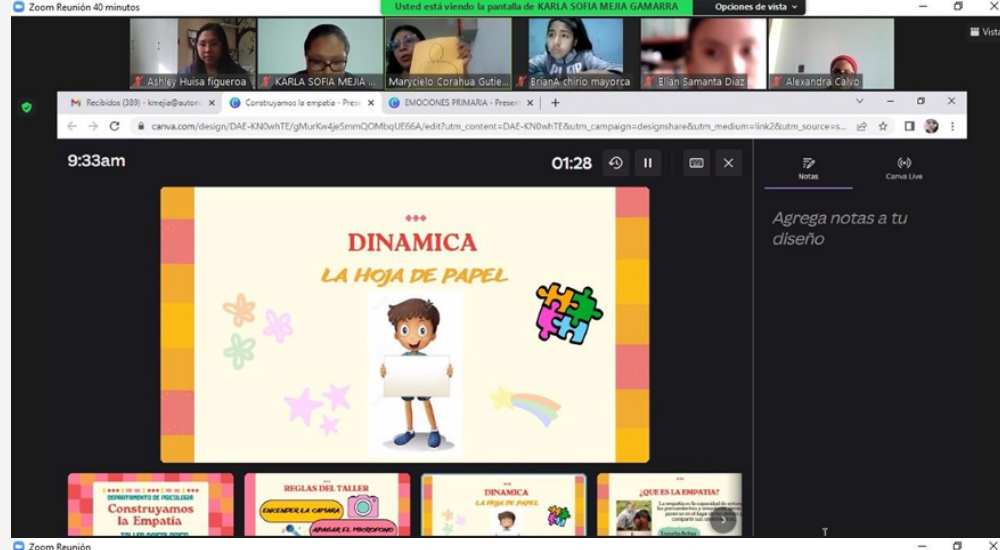 Zoom Reunión 40 minutos
Usted está viendo la pantalla de KARLA SOFIA MEJIA GAMARRA
Opciones de vista
Vista
Ashley Huisa figueroa
KARLA SOFIA MEJIA ...
Marycielo Corahua Gutie...
BrianA chirio mayorca
Elian Samanta Diaz
Alexandra Calvo
Recibidos (389) - kmejia@autono
Construyamos la empatía - Prese
EMOCIONES PRIMARIA - Presen
canva.com/design/DAE-KN0whTE/gMurKw4jeSmmQOMbqUE66A/edit?utm_content=DAE-KN0whTE&utm_campaign=designshare&utm_medium=link2&utm_source=s...
9:33am
01:28
Notas
Canva Live
Agrega notas a tu
diseño
DINAMICA
LA HOJA DE PAPEL
DEPARTAMENTO DE PSICOLOGIA
Construyamos
la Empatía
TALLER PSICOLOGICO
REGLAS DEL TALLER
ENCENDER LA CAMARA
APAGAR EL MICROFONO
DINAMICA
LA HOJA DE PAPEL
¿QUE ES LA EMPATIA?
Zoom Reunión